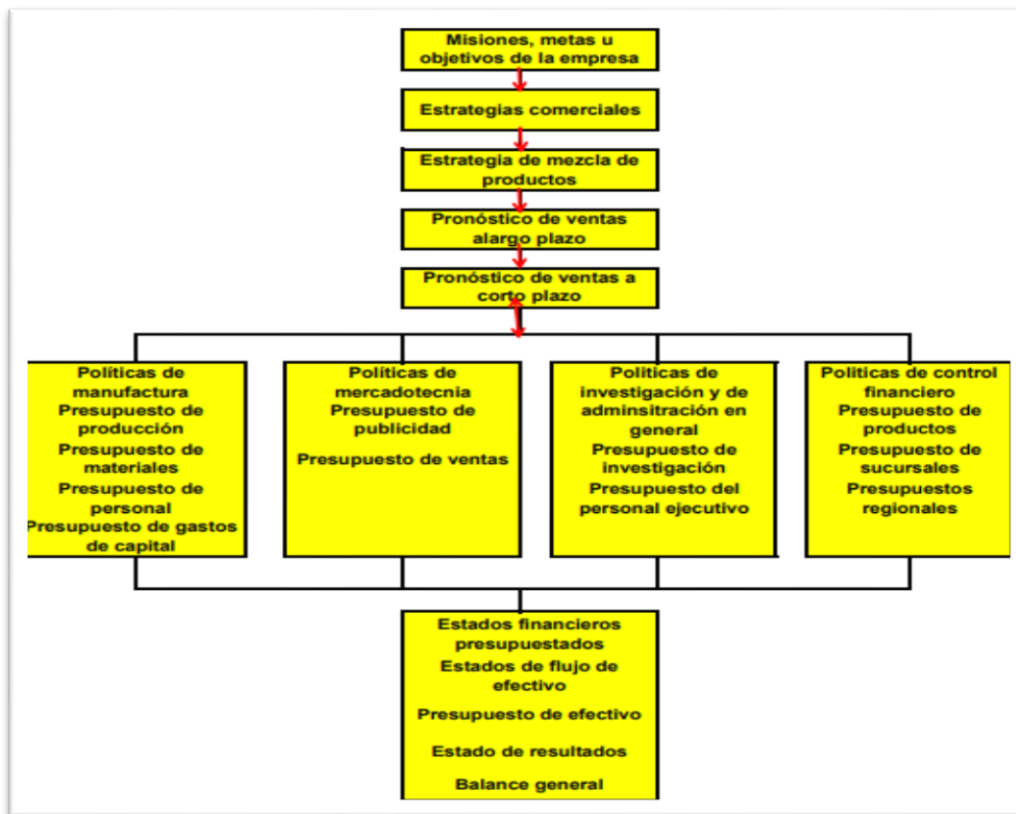 Misiones, metas u
objetivos de la empresa
Estrategias comerciales
Estrategia de mezcla de
productos
Pronóstico de ventas
alargo plazo
Pronóstico de ventas a
corto plazo
Políticas de
manufactura
Presupuesto de
producción
Presupuesto de
materiales
Presupuesto de
personal
Presupuesto de gastos
de capital
Políticas de
mercadotecnia
Presupuesto de
publicidad
Presupuesto de ventas
Políticas de
investigación y de
adminsitración en
general
Presupuesto de
investigación
Presupuesto del
personal ejecutivo
Políticas de control
financiero
Presupuesto de
productos
Presupuesto de
sucursales
Presupuestos
regionales
Estados financieros
presupuestados
Estados de flujo de
efectivo
Presupuesto de efectivo
Estado de resultados
Balance general